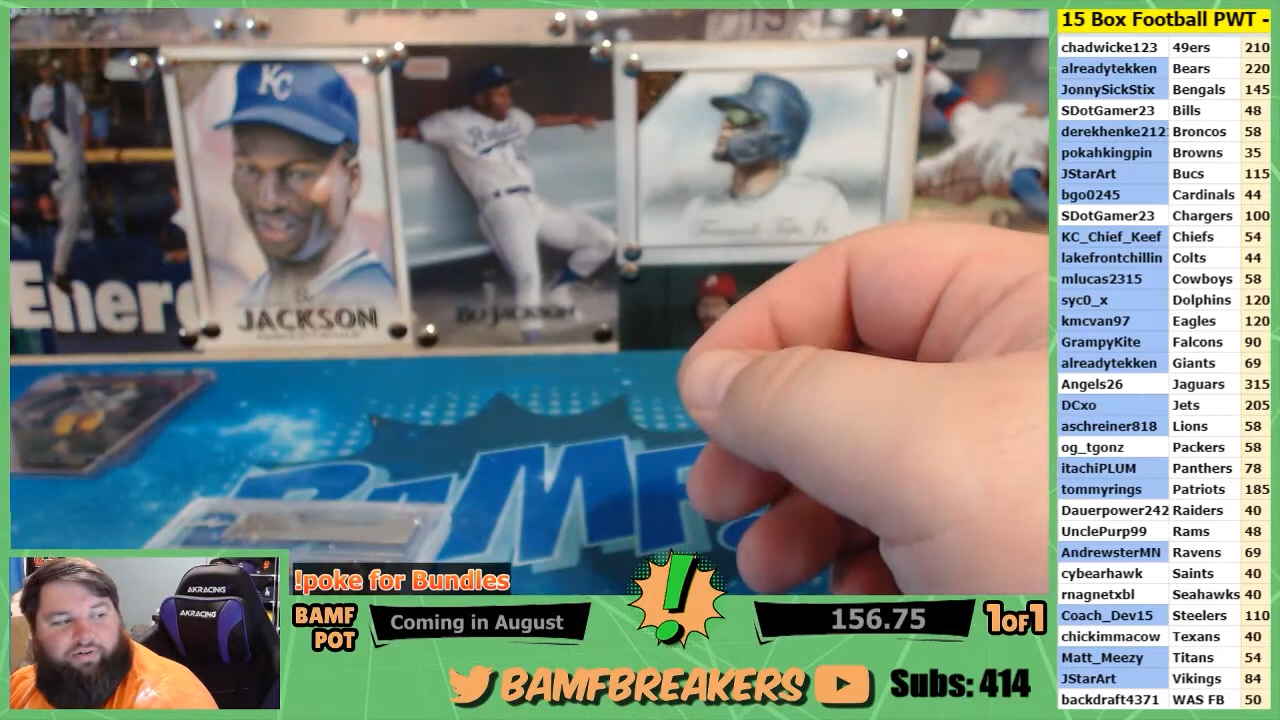 15 Box Football PWT -
chadwicke123 49ers 210
alreadytekken Bears 220
JonnySickStix Bengals 145
SDotGamer23 Bills 48
derekhenke212 Broncos 58
pokahkingpin Browns 35
JStarArt Bucs 115
bgo0245 Cardinals 44
SDotGamer23 Chargers 100
KC_Chief_Keef Chiefs 54
lakefrontchillin Colts 44
mlucas2315 Cowboys 58
syc0_x Dolphins 120
kmcvan97 Eagles 120
GrampyKite Falcons 90
alreadytekken Giants 69
Angels26 Jaguars 315
DCxo Jets 205
aschreiner818 Lions 58
og_tgonz Packers 58
itachiPLUM Panthers 78
tommyrings Patriots 185
Dauerpower242 Raiders 40
UnclePurp99 Rams 48
AndrewsterMN Ravens 69
cybearhawk Saints 40
rnagnetxbl Seahawks 40
Coach_Dev15 Steelers 110
chickimmacow Texans 40
Matt_Meezy Titans 54
JStarArt Vikings 84
backdraft4371 WAS FB 50
KC
Royals
Ener
JACKSON
BO JACKSON
BAMF
AKRACING
AKRACING
!poke for Bundles
BAMF
POT
Coming in August
!
156.75
1OF1
BAMFBREAKERS
Subs: 414